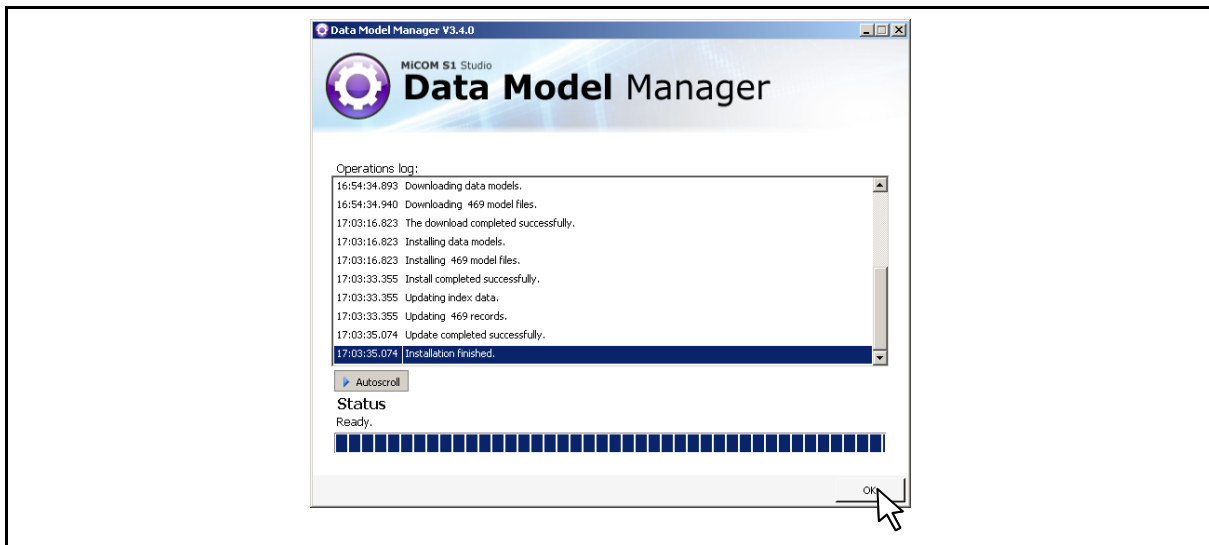 Data Model Manager V3.4.0
MiCOM S1 Studio
Data Model Manager
Operations log:
16:54:34.893 Downloading data models.
16:54:34.940 Downloading 469 model files.
17:03:16.823 The download completed successfully.
17:03:16.823 Installing data models.
17:03:16.823 Installing 469 model files.
17:03:33.355 Install completed successfully.
17:03:33.355 Updating index data.
17:03:33.355 Updating 469 records.
17:03:35.074 Update completed successfully.
17:03:35.074 Installation finished.
Autoscroll
Status
Ready.
OK